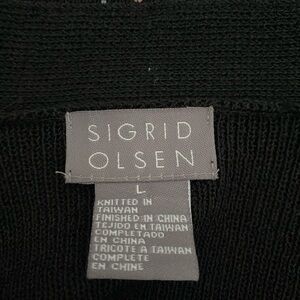 SIGRID
OLSEN
L
KNITTED IN
TAIWAN
FINISHED IN CHINA
TEJIDO EN TAIWAN
COMPLETADO
EN CHINA
TRICOTE A TAIWAN
COMPLETE
EN CHINE